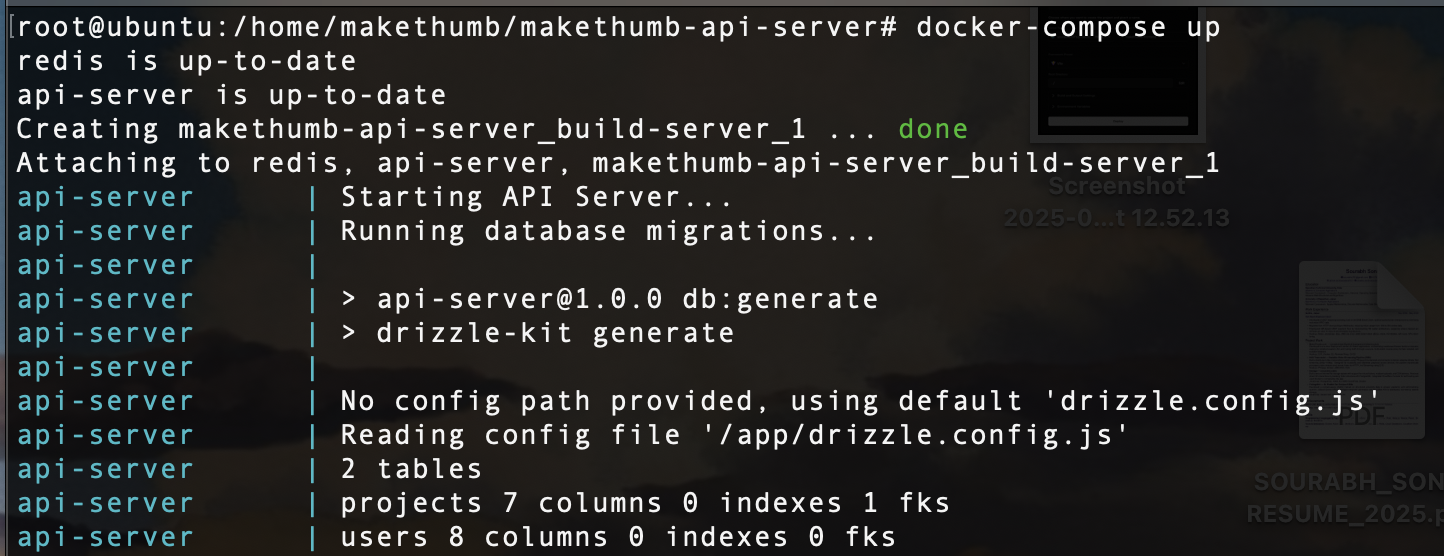 [root@ubuntu:/home/makethumb/makethumb-api-server# docker-compose up
redis is up-to-date
api-server is up-to-date
Creating makethumb-api-server_build-server_1 ... done
Attaching to redis, api-server, makethumb-api-server_build-server_1
api-server | Starting API Server...
api-server | Running database migrations...
api-server |
api-server | > api-server@1.0.0 db:generate
api-server | > drizzle-kit generate
api-server |
api-server | No config path provided, using default 'drizzle.config.js'
api-server | Reading config file '/app/drizzle.config.js'
api-server | 2 tables
api-server | projects 7 columns 0 indexes 1 fks
api-server | users 8 columns 0 indexes 0 fks
Screenshot
2025-0...t 12.52.13
PDF
SOURABH_SON
RESUME_2025.p